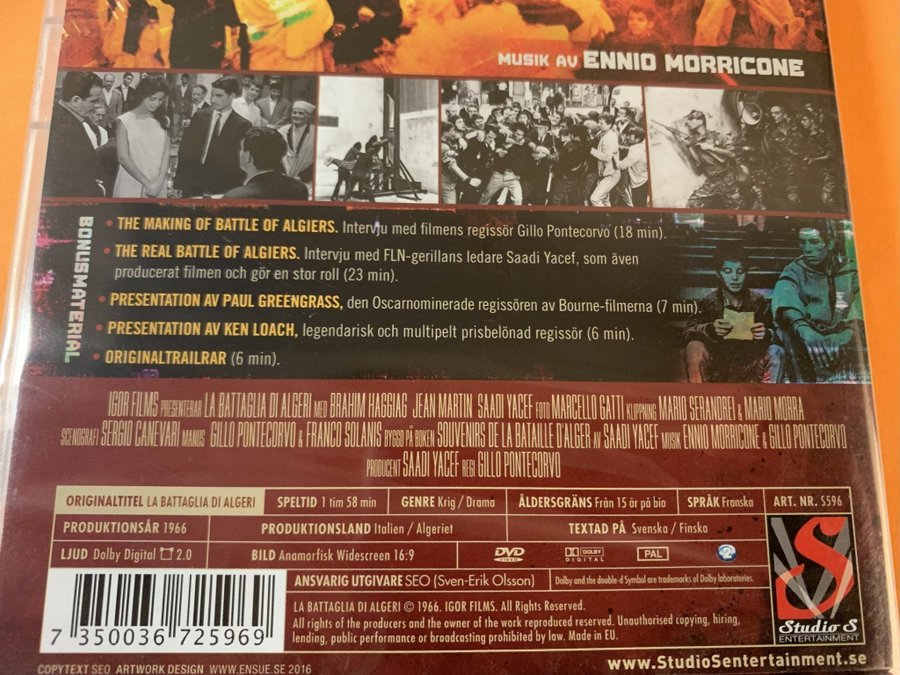 MUSIK AV ENNIO MORRICONE
BONUSMATERIAL
• THE MAKING OF BATTLE OF ALGIERS. Intervju med filmens regissör Gillo Pontecorvo (18 min).
• THE REAL BATTLE OF ALGIERS. Intervju med FLN-gerillans ledare Saadi Yacef, som även
producerat filmen och gör en stor roll (23 min).
• PRESENTATION AV PAUL GREENGRASS, den Oscarnominerade regissören av Bourne-filmerna (7 min).
• PRESENTATION AV KEN LOACH, legendarisk och multipelt prisbelönad regissör (6 min).
• ORIGINALTRAILRAR (6 min).
IGOR FILMS PRESENTERAR LA BATTAGLIA DI ALGERI MED BRAHIM HAGGIAG JEAN MARTIN SAADI YACEF FOTO MARCELLO GATTI KLIPPNING MARIO SERANDREI & MARIO MORRA
SCENOGRAFI SERGIO CANEVARI MANUS GILLO PONTECORVO & FRANCO SOLANIS BYGGD PÅ BOKEN SOUVENIRS DE LA BATAILLE D'ALGER AV SAADI YACEF MUSIK ENNIO MORRICONE & GILLO PONTECORVO
PRODUCENT SAADI YACEF REGI GILLO PONTECORVO
ORIGINALTITEL LA BATTAGLIA DI ALGERI SPELTID 1 tim 58 min GENRE Krig / Drama ÅLDERSGRÄNS Från 15 år på bio SPRÅK Franska ART. NR. S596
PRODUKTIONSÅR 1966 PRODUKTIONSLAND Italien / Algeriet TEXTAD PÅ Svenska / Finska
LJUD Dolby Digital 2.0 BILD Anamorfisk Widescreen 16:9 DVD VIDEO DOLBY DIGITAL PAL 2
ANSVARIG UTGIVARE SEO (Sven-Erik Olsson) Dolby and the double-d Symbol are trademarks of Dolby laboratories.
LA BATTAGLIA DI ALGERI © 1966. IGOR FILMS. All Rights Reserved.
All rights of the producers and the owner of the work reproduced reserved. Unauthorised copying, hiring,
lending, public performance or broadcasting prohibited by law. Made in EU.
S
Studio S
ENTERTAINMENT
7 350036 725969
www.StudioSentertainment.se
COPYTEXT SEO ARTWORK DESIGN WWW.ENSUE.SE 2016